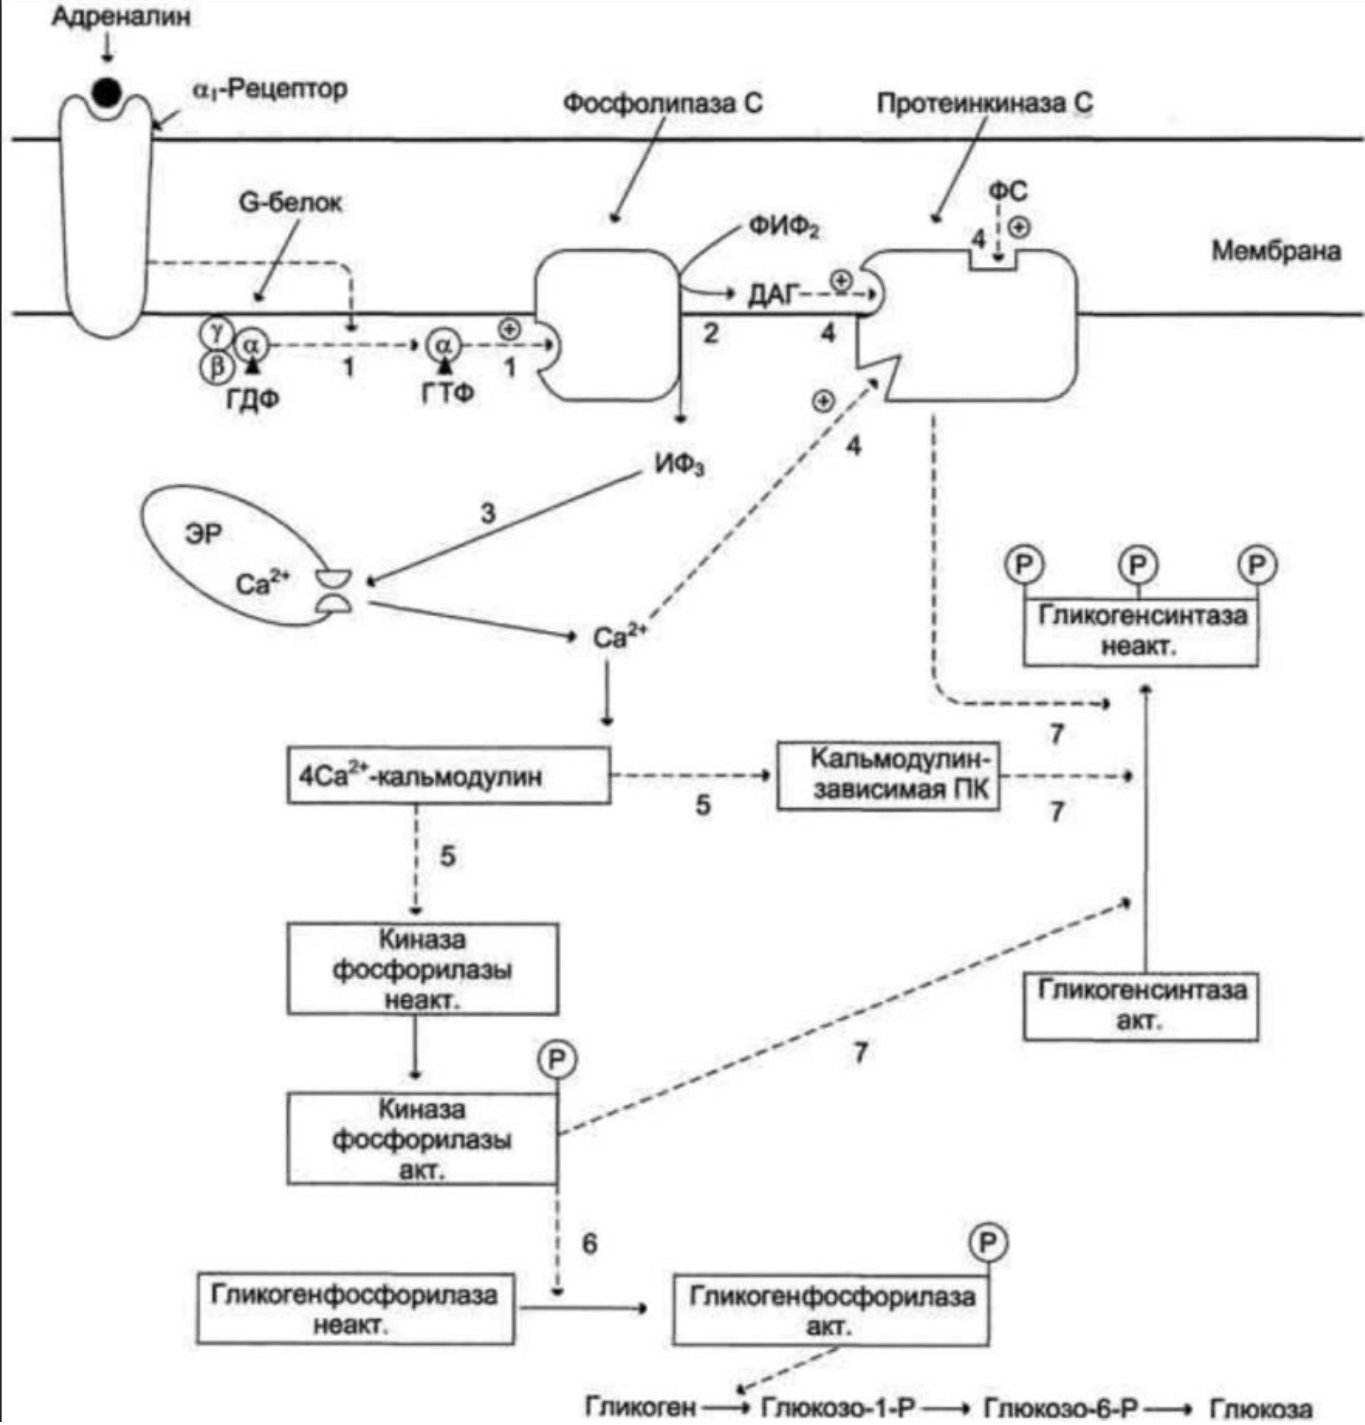 Адреналин
α₁-Рецептор
Фосфолипаза С
Протеинкиназа С
ФС
G-белок
ФИФ₂
4
+
Мембрана
+
ДАГ
γ
α
β
ГДФ
1
α
ГТФ
+
1
2
4
+
4
ИФ₃
3
ЭР
Ca²⁺
Ca²⁺
P
P
P
Гликогенсинтаза
неакт.
7
4Ca²⁺-кальмодулин
5
Кальмодулин-
зависимая ПК
7
5
Киназа
фосфорилазы
неакт.
Гликогенсинтаза
акт.
7
P
Киназа
фосфорилазы
акт.
6
P
Гликогенфосфорилаза
неакт.
Гликогенфосфорилаза
акт.
Гликоген Глюкозо-1-Р Глюкозо-6-Р Глюкоза